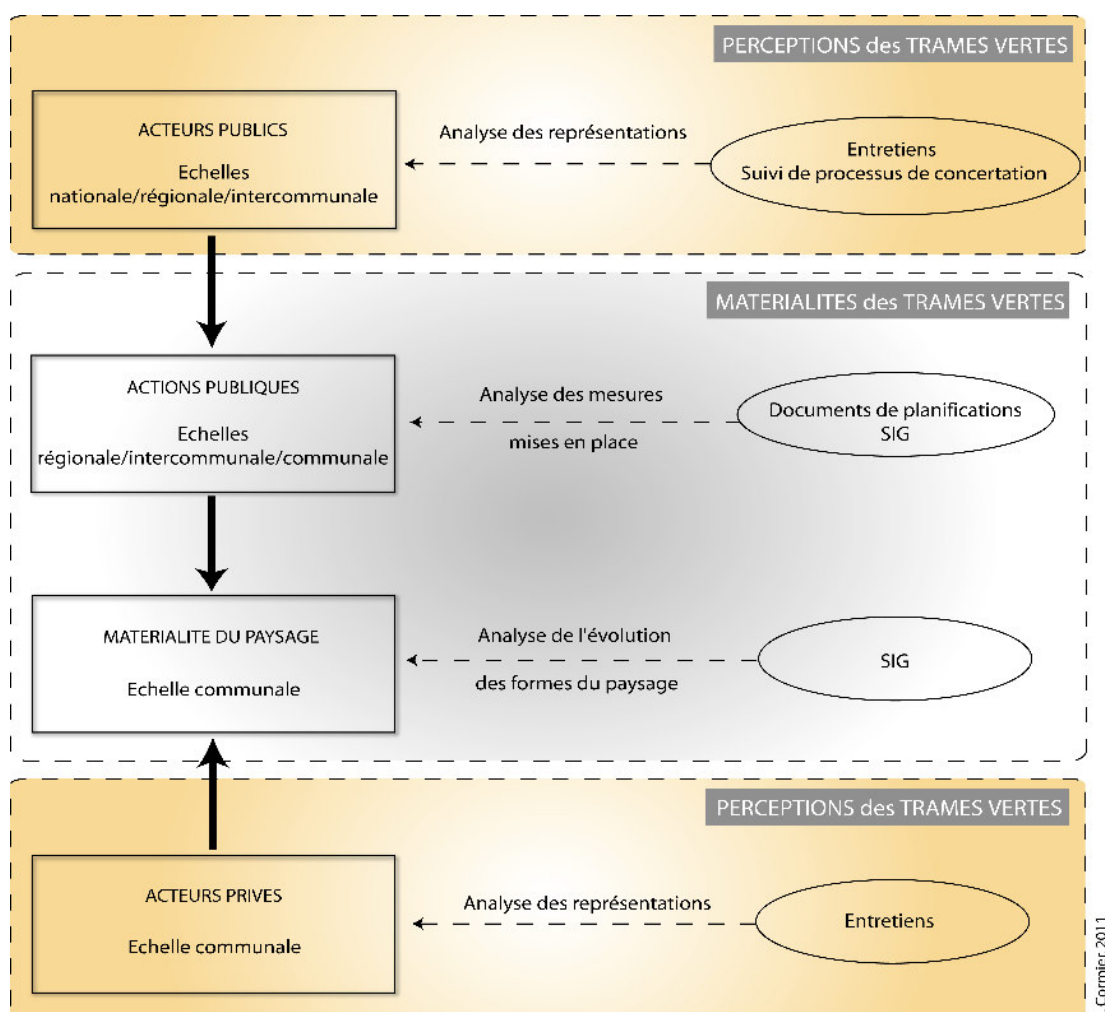 PERCEPTIONS des TRAMES VERTES
ACTEURS PUBLICS
Echelles
nationale/régionale/intercommunale
Analyse des représentations
Entretiens
Suivi de processus de concertation
MATERIALITES des TRAMES VERTES
ACTIONS PUBLIQUES
Echelles
régionale/intercommunale/communale
Analyse des mesures
mises en place
Documents de planifications
SIG
MATERIALITE DU PAYSAGE
Echelle communale
Analyse de l'évolution
des formes du paysage
SIG
PERCEPTIONS des TRAMES VERTES
ACTEURS PRIVES
Echelle communale
Analyse des représentations
Entretiens
Cormier 2011